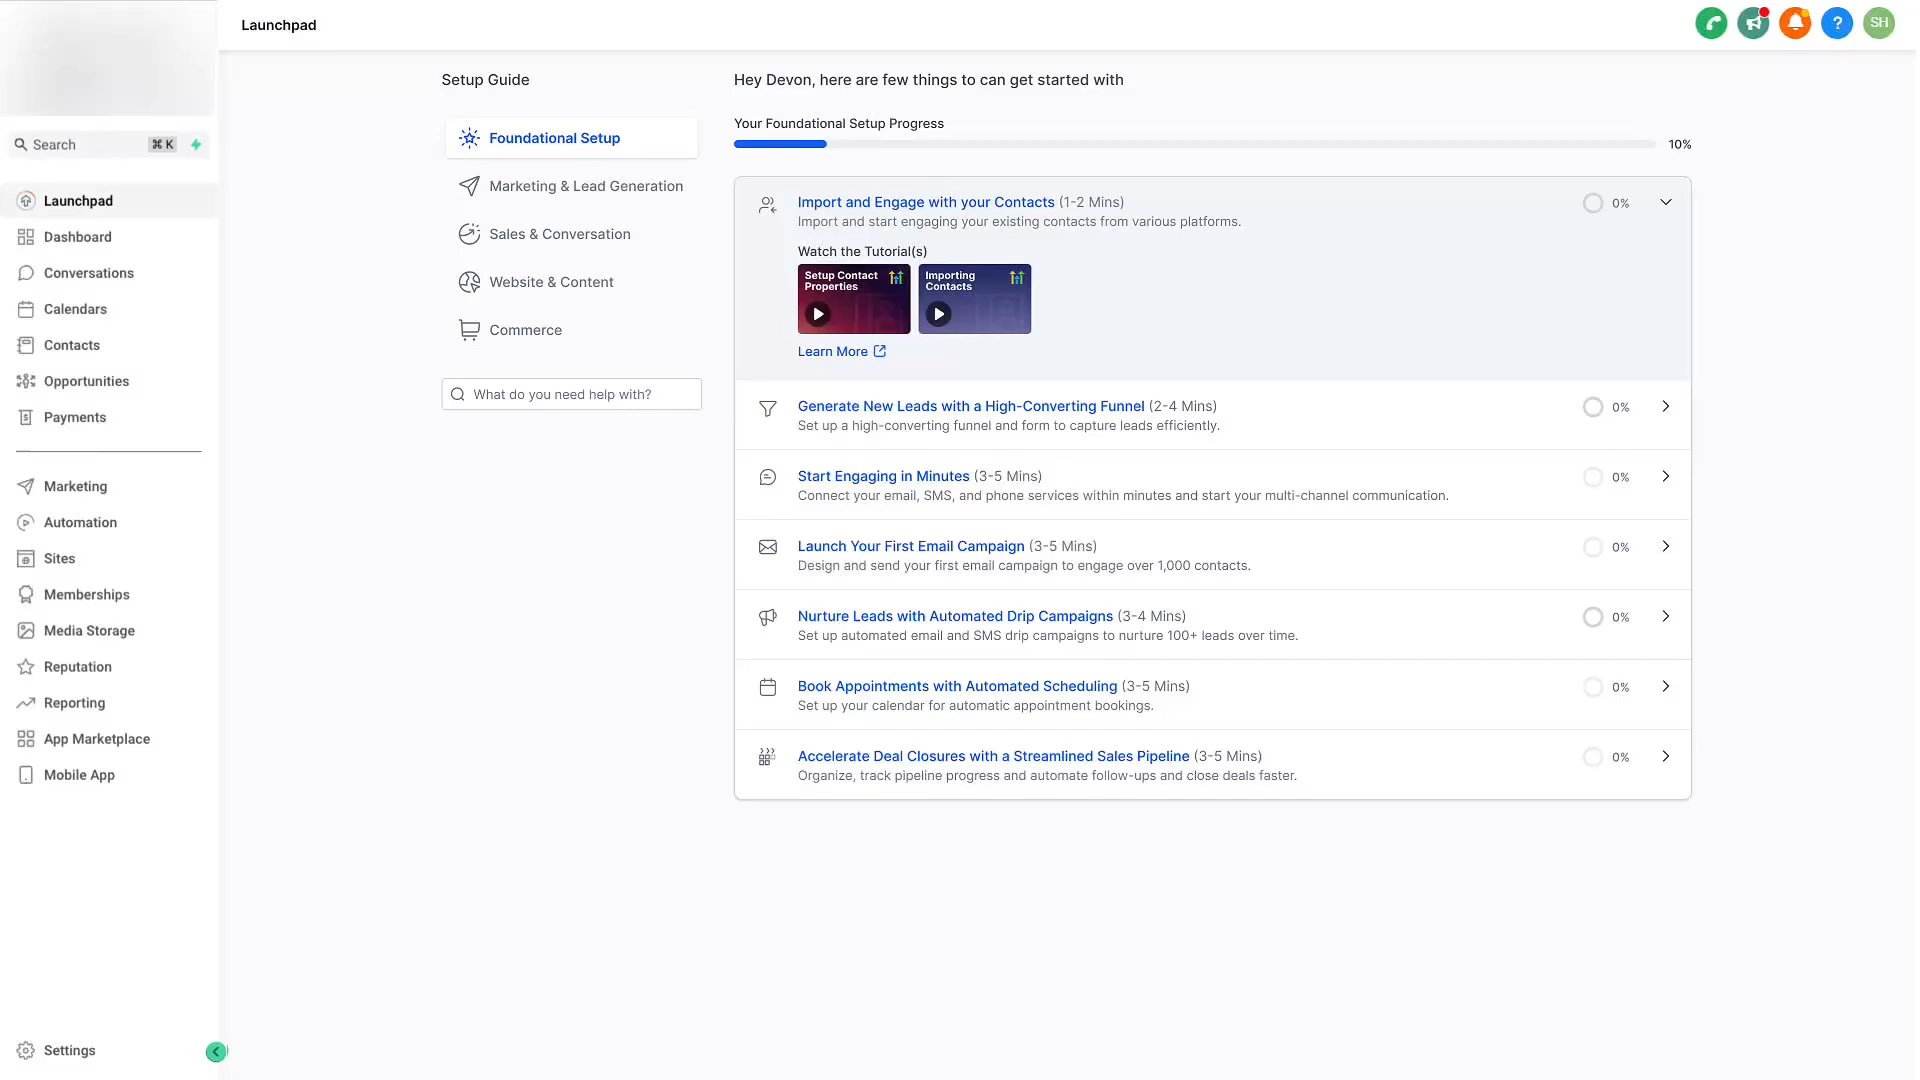 Launchpad
SH
Search
⌘ K
Launchpad
Dashboard
Conversations
Calendars
Contacts
Opportunities
Payments
Marketing
Automation
Sites
Memberships
Media Storage
Reputation
Reporting
App Marketplace
Mobile App
Settings
Setup Guide
Foundational Setup
Marketing & Lead Generation
Sales & Conversation
Website & Content
Commerce
What do you need help with?
Hey Devon, here are few things to can get started with
Your Foundational Setup Progress
10%
Import and Engage with your Contacts (1-2 Mins)
0%
Import and start engaging your existing contacts from various platforms.
Watch the Tutorial(s)
Setup Contact
Properties
Importing
Contacts
Learn More
Generate New Leads with a High-Converting Funnel (2-4 Mins)
0%
Set up a high-converting funnel and form to capture leads efficiently.
Start Engaging in Minutes (3-5 Mins)
0%
Connect your email, SMS, and phone services within minutes and start your multi-channel communication.
Launch Your First Email Campaign (3-5 Mins)
0%
Design and send your first email campaign to engage over 1,000 contacts.
Nurture Leads with Automated Drip Campaigns (3-4 Mins)
0%
Set up automated email and SMS drip campaigns to nurture 100+ leads over time.
Book Appointments with Automated Scheduling (3-5 Mins)
0%
Set up your calendar for automatic appointment bookings.
Accelerate Deal Closures with a Streamlined Sales Pipeline (3-5 Mins)
0%
Organize, track pipeline progress and automate follow-ups and close deals faster.